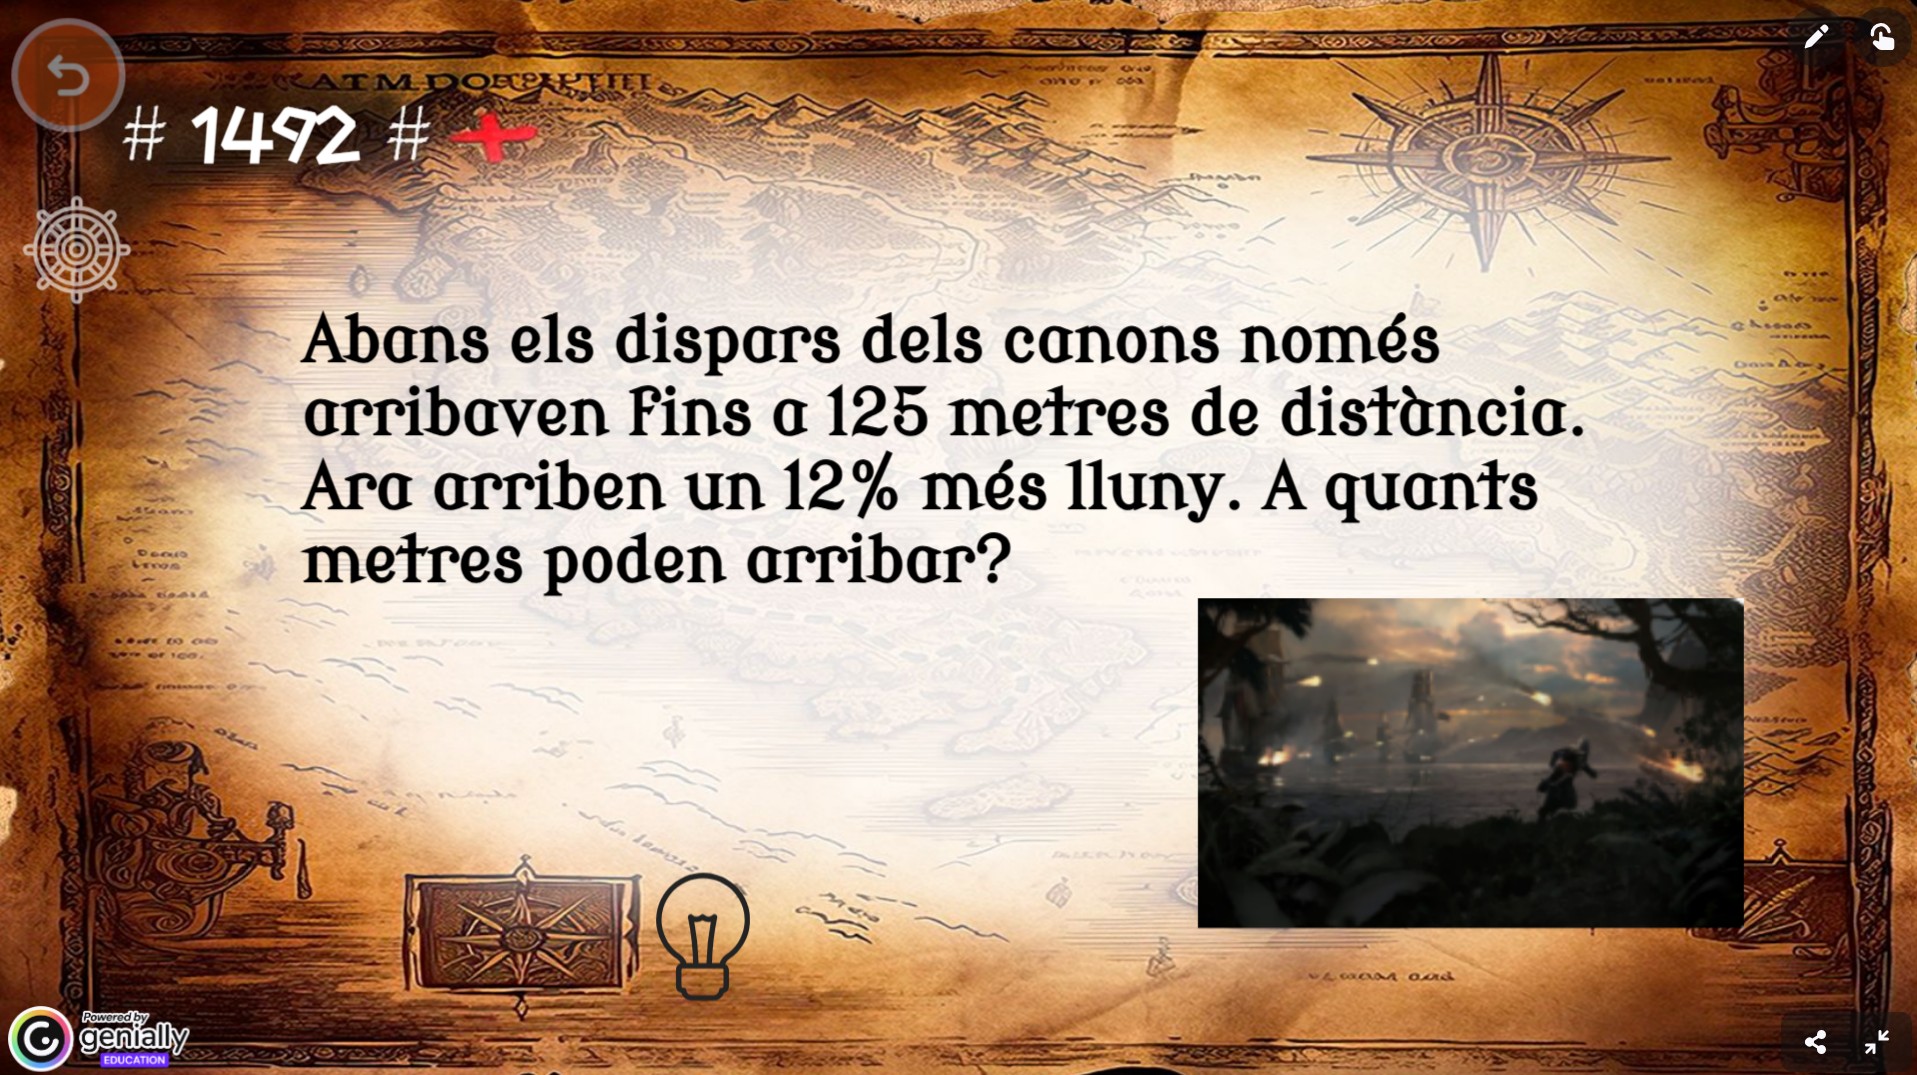 # 1492 #
Abans els dispars dels canons només
arribaven fins a 125 metres de distància.
Ara arriben un 12% més lluny. A quants
metres poden arribar?
Powered by
genially
EDUCATION